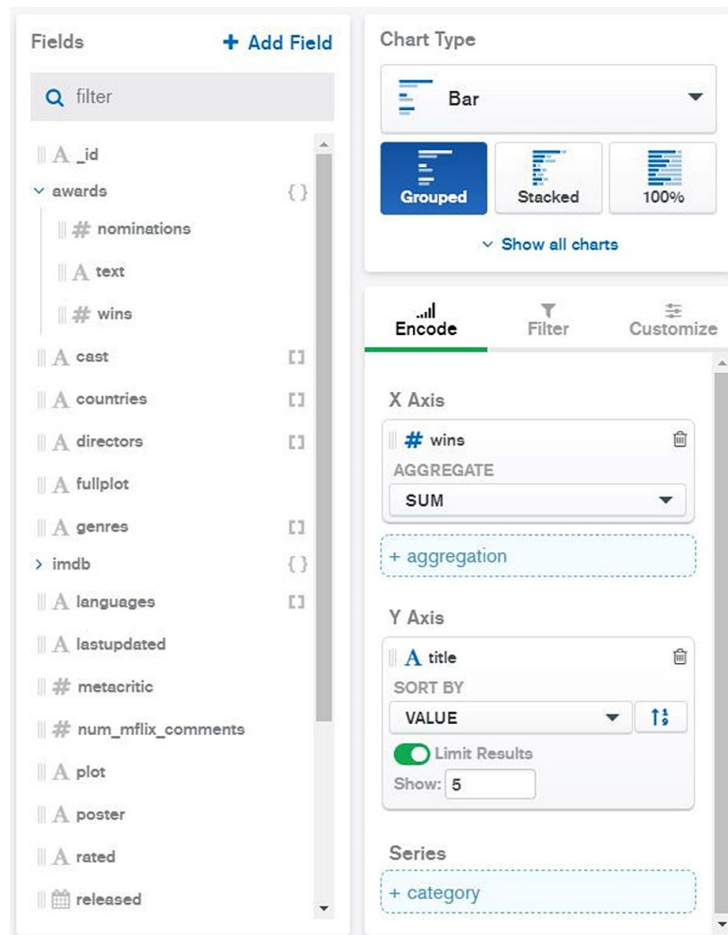 Fields
+ Add Field
filter
A _id
awards { }
# nominations
A text
# wins
A cast [ ]
A countries [ ]
A directors [ ]
A fullplot
A genres [ ]
imdb { }
A languages [ ]
A lastupdated
# metacritic
# num_mflix_comments
A plot
A poster
A rated
released
Chart Type
Bar
Grouped Stacked 100%
Show all charts
Encode Filter Customize
X Axis
# wins
AGGREGATE
SUM
+ aggregation
Y Axis
A title
SORT BY
VALUE
Limit Results
Show: 5
Series
+ category